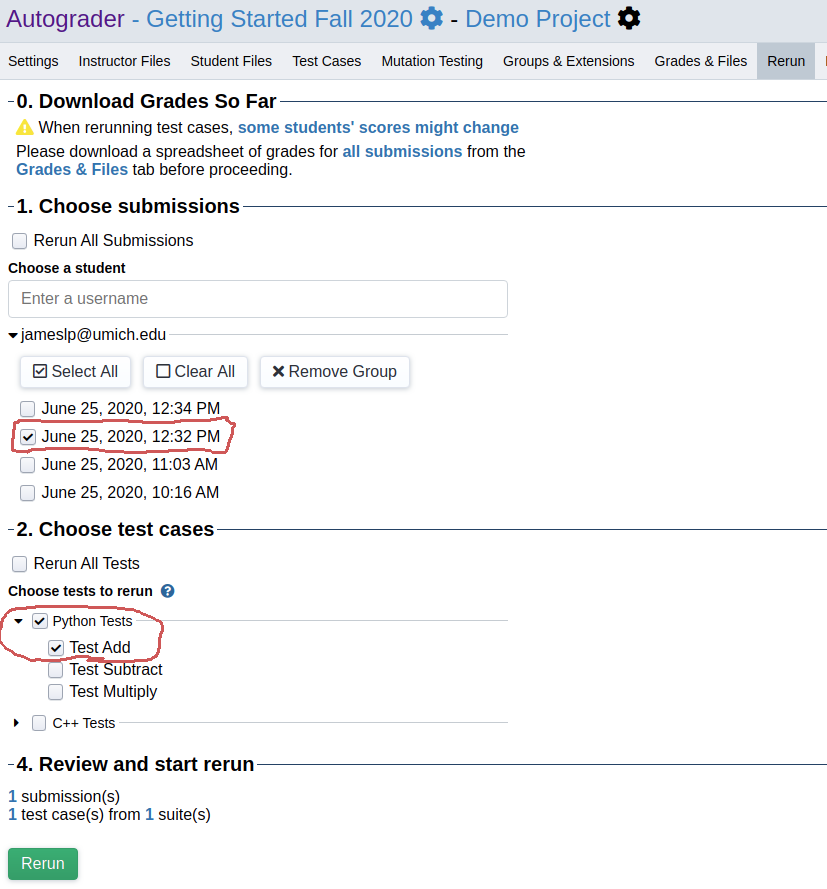 Autograder - Getting Started Fall 2020 - Demo Project
Settings Instructor Files Student Files Test Cases Mutation Testing Groups & Extensions Grades & Files Rerun
0. Download Grades So Far
When rerunning test cases, some students' scores might change
Please download a spreadsheet of grades for all submissions from the
Grades & Files tab before proceeding.
1. Choose submissions
Rerun All Submissions
Choose a student
Enter a username
jameslp@umich.edu
Select All Clear All Remove Group
June 25, 2020, 12:34 PM
June 25, 2020, 12:32 PM
June 25, 2020, 11:03 AM
June 25, 2020, 10:16 AM
2. Choose test cases
Rerun All Tests
Choose tests to rerun ?
Python Tests
Test Add
Test Subtract
Test Multiply
C++ Tests
4. Review and start rerun
1 submission(s)
1 test case(s) from 1 suite(s)
Rerun